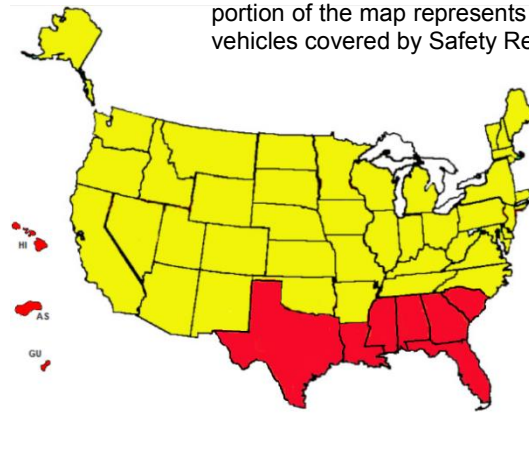 portion of the map represents
vehicles covered by Safety Re
HI
AS
GU